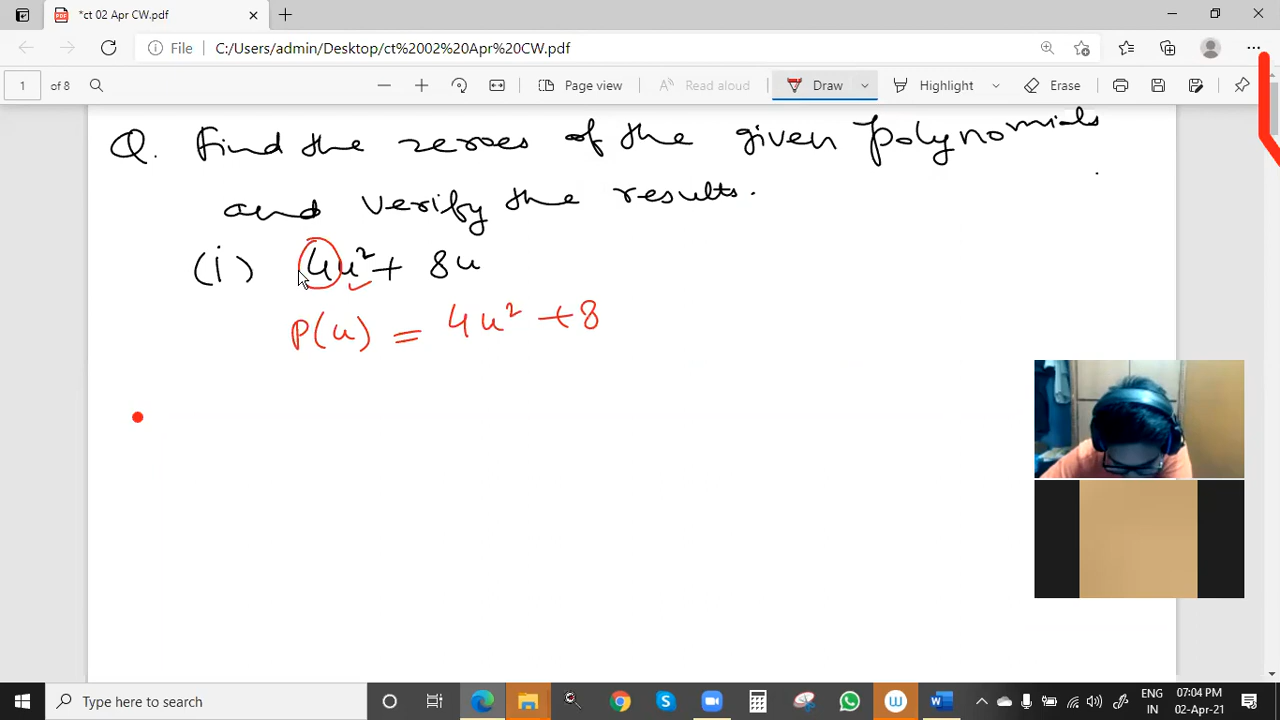 *ct 02 Apr CW.pdf
File C:/Users/admin/Desktop/ct%2002%20Apr%20CW.pdf
1 of 8 Page view Read aloud Draw Highlight Erase
Q. Find the zeroes of the given polynomials
and verify the results.
(i) 4u² + 8u
P(u) = 4u² + 8
Type here to search
ENG 07:04 PM
IN 02-Apr-21